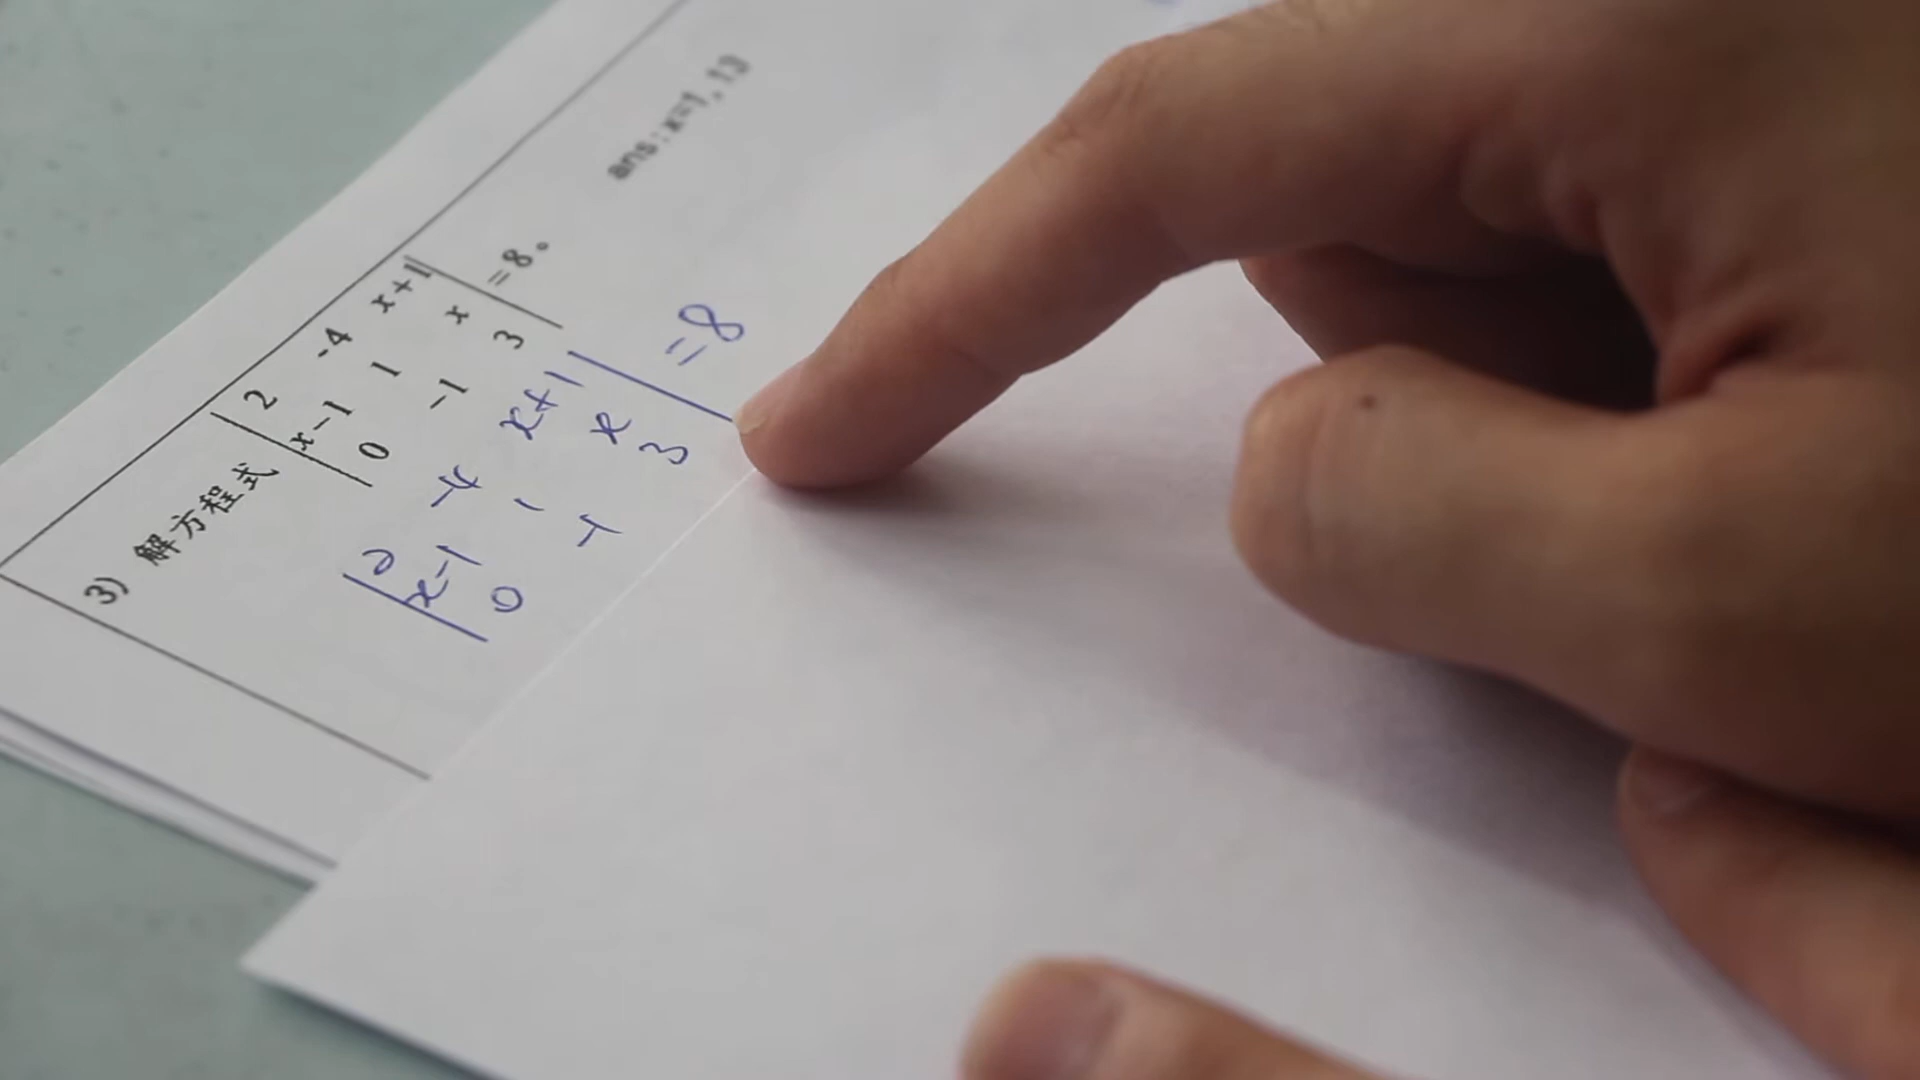 3) 解方程式
2 -4 x+1
x-1 1 x =8。
0 -1 3
ans: x=1, 13
2 -4 x+1
x-1 1 x =8
0 -1 3